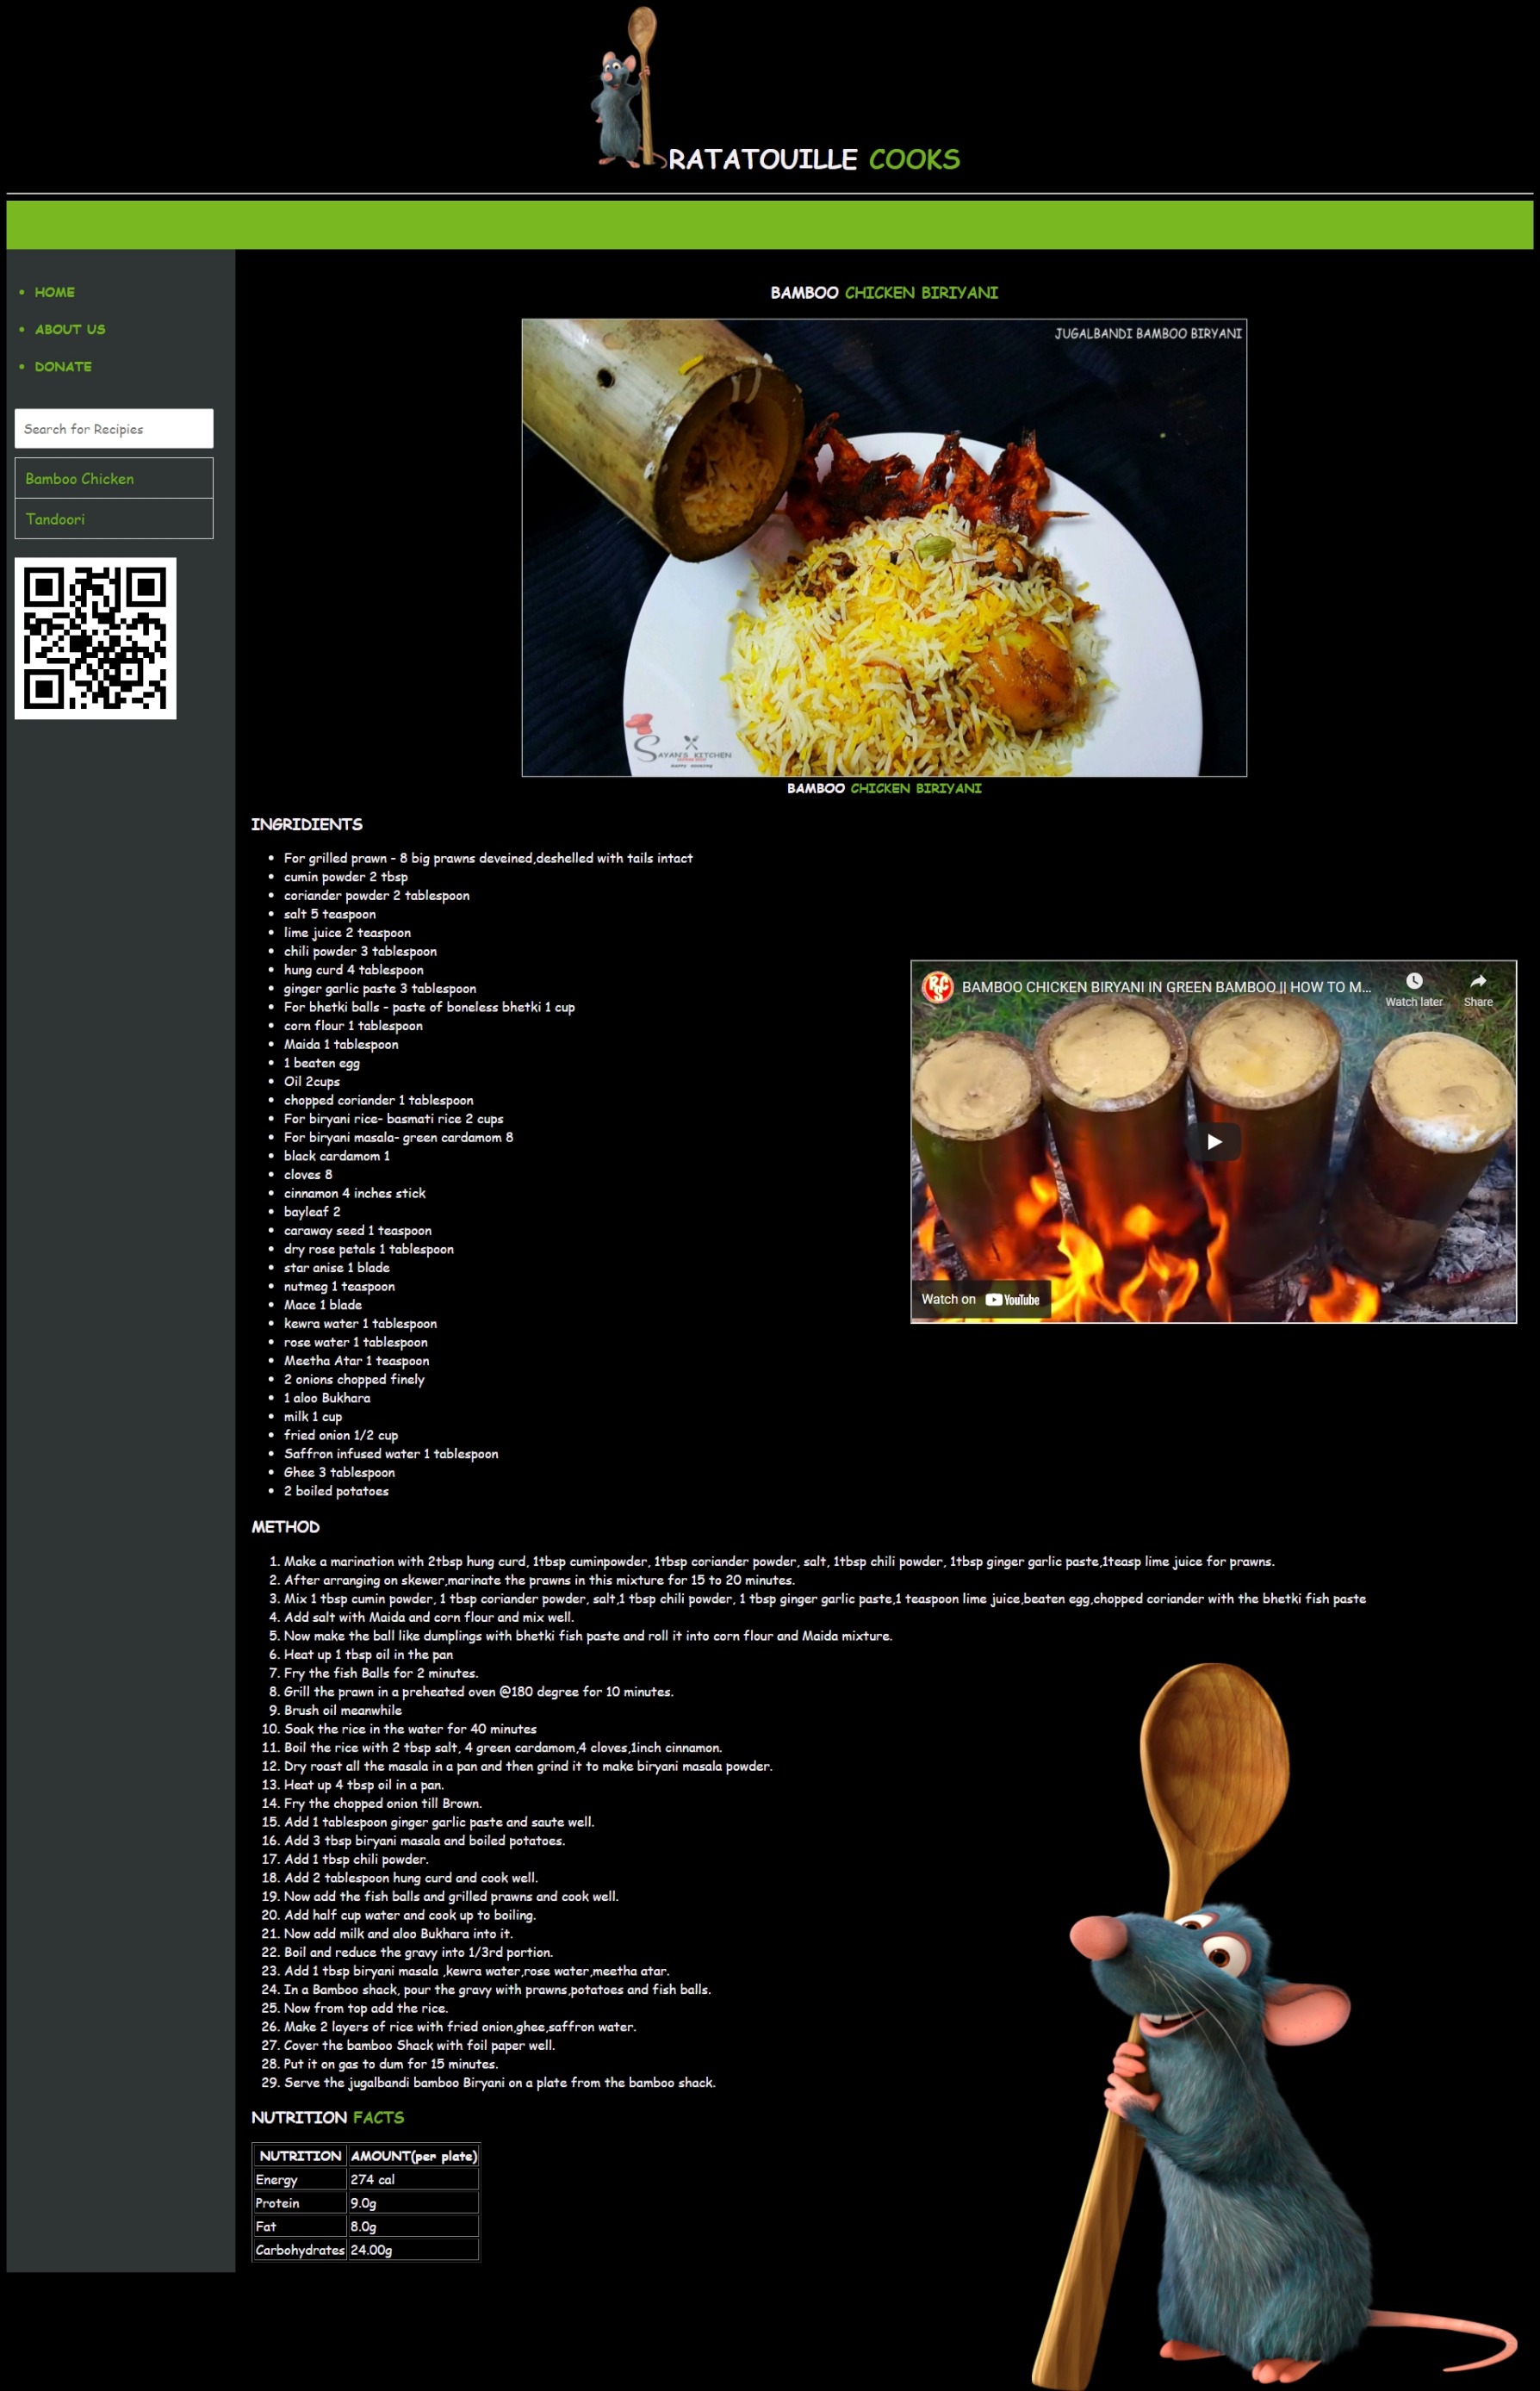 RATATOUILLE COOKS
HOME
ABOUT US
DONATE
Search for Recipies
Bamboo Chicken
Tandoori
BAMBOO CHICKEN BIRIYANI
JUGALBANDI BAMBOO BIRYANI
SAYAN'S KITCHEN
BAMBOO CHICKEN BIRIYANI
INGRIDIENTS
For grilled prawn - 8 big prawns deveined,deshelled with tails intact
cumin powder 2 tbsp
coriander powder 2 tablespoon
salt 5 teaspoon
lime juice 2 teaspoon
chili powder 3 tablespoon
hung curd 4 tablespoon
ginger garlic paste 3 tablespoon
For bhetki balls - paste of boneless bhetki 1 cup
corn flour 1 tablespoon
Maida 1 tablespoon
1 beaten egg
Oil 2cups
chopped coriander 1 tablespoon
For biryani rice- basmati rice 2 cups
For biryani masala- green cardamom 8
black cardamom 1
cloves 8
cinnamon 4 inches stick
bayleaf 2
caraway seed 1 teaspoon
dry rose petals 1 tablespoon
star anise 1 blade
nutmeg 1 teaspoon
Mace 1 blade
kewra water 1 tablespoon
rose water 1 tablespoon
Meetha Atar 1 teaspoon
2 onions chopped finely
1 aloo Bukhara
milk 1 cup
fried onion 1/2 cup
Saffron infused water 1 tablespoon
Ghee 3 tablespoon
2 boiled potatoes
RCS
BAMBOO CHICKEN BIRYANI IN GREEN BAMBOO || HOW TO M...
Watch later
Share
Watch on YouTube
METHOD
1. Make a marination with 2tbsp hung curd, 1tbsp cuminpowder, 1tbsp coriander powder, salt, 1tbsp chili powder, 1tbsp ginger garlic paste,1teasp lime juice for prawns.
2. After arranging on skewer,marinate the prawns in this mixture for 15 to 20 minutes.
3. Mix 1 tbsp cumin powder, 1 tbsp coriander powder, salt,1 tbsp chili powder, 1 tbsp ginger garlic paste,1 teaspoon lime juice,beaten egg,chopped coriander with the bhetki fish paste
4. Add salt with Maida and corn flour and mix well.
5. Now make the ball like dumplings with bhetki fish paste and roll it into corn flour and Maida mixture.
6. Heat up 1 tbsp oil in the pan
7. Fry the fish Balls for 2 minutes.
8. Grill the prawn in a preheated oven @180 degree for 10 minutes.
9. Brush oil meanwhile
10. Soak the rice in the water for 40 minutes
11. Boil the rice with 2 tbsp salt, 4 green cardamom,4 cloves,1inch cinnamon.
12. Dry roast all the masala in a pan and then grind it to make biryani masala powder.
13. Heat up 4 tbsp oil in a pan.
14. Fry the chopped onion till Brown.
15. Add 1 tablespoon ginger garlic paste and saute well.
16. Add 3 tbsp biryani masala and boiled potatoes.
17. Add 1 tbsp chili powder.
18. Add 2 tablespoon hung curd and cook well.
19. Now add the fish balls and grilled prawns and cook well.
20. Add half cup water and cook up to boiling.
21. Now add milk and aloo Bukhara into it.
22. Boil and reduce the gravy into 1/3rd portion.
23. Add 1 tbsp biryani masala ,kewra water,rose water,meetha atar.
24. In a Bamboo shack, pour the gravy with prawns,potatoes and fish balls.
25. Now from top add the rice.
26. Make 2 layers of rice with fried onion,ghee,saffron water.
27. Cover the bamboo Shack with foil paper well.
28. Put it on gas to dum for 15 minutes.
29. Serve the jugalbandi bamboo Biryani on a plate from the bamboo shack.
NUTRITION FACTS
NUTRITION AMOUNT(per plate)
Energy 274 cal
Protein 9.0g
Fat 8.0g
Carbohydrates 24.00g